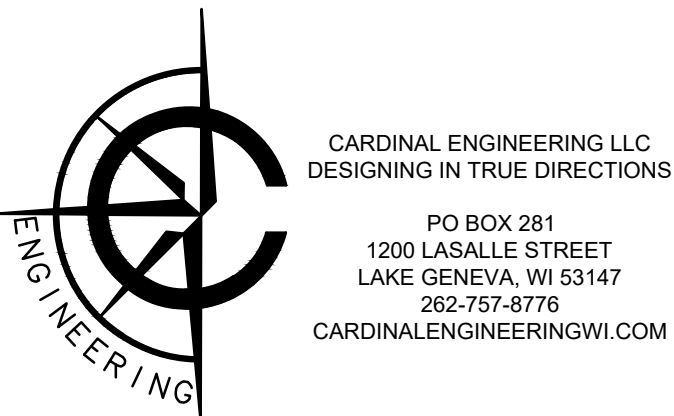 ENGINEERING
CARDINAL ENGINEERING LLC
DESIGNING IN TRUE DIRECTIONS
PO BOX 281
1200 LASALLE STREET
LAKE GENEVA, WI 53147
262-757-8776
CARDINALENGINEERINGWI.COM